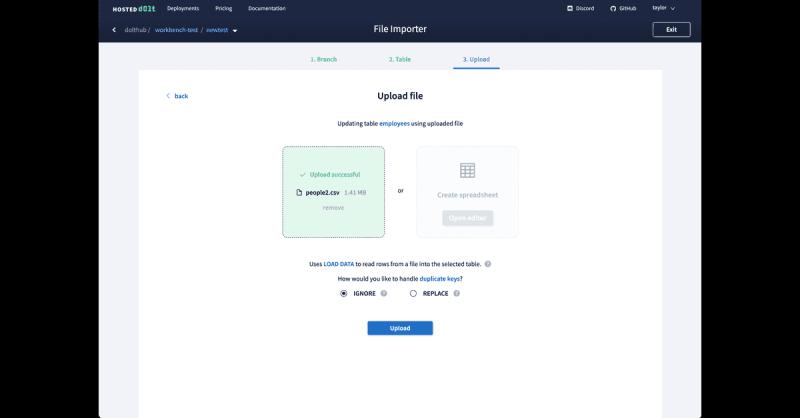 HOSTED dolt Deployments Pricing Documentation Discord GitHub taylor
dolthub / workbench-test / newtest File Importer Exit
1. Branch 2. Table 3. Upload
back Upload file
Updating table employees using uploaded file
Upload successful
people2.csv 1.41 MB
remove
or
Create spreadsheet
Open editor
Uses LOAD DATA to read rows from a file into the selected table. ?
How would you like to handle duplicate keys?
IGNORE ? REPLACE ?
Upload